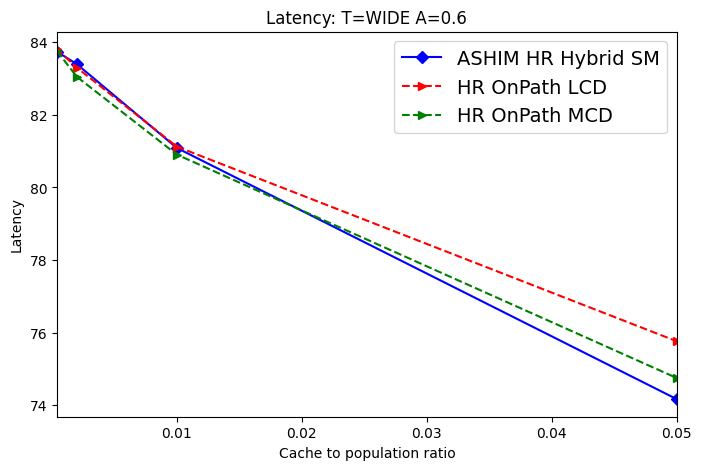 Latency: T=WIDE A=0.6
ASHIM HR Hybrid SM
HR OnPath LCD
HR OnPath MCD
Latency
84
82
80
78
76
74
0.01
0.02
0.03
0.04
0.05
Cache to population ratio